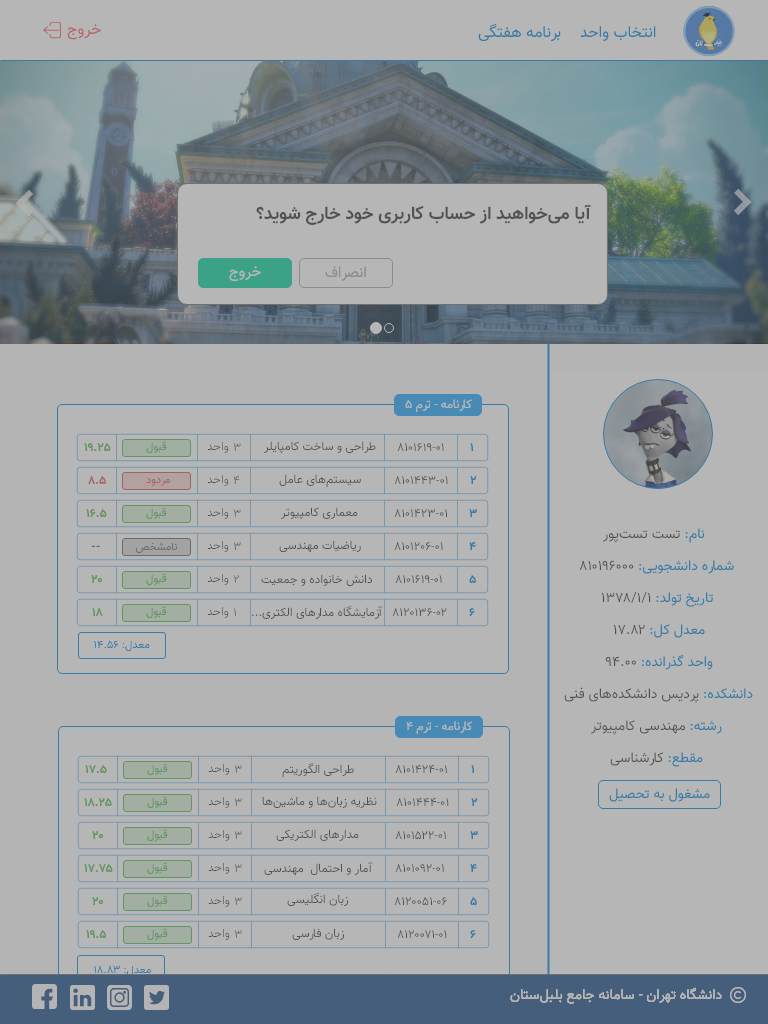 انتخاب واحد
برنامه هفتگی
خروج
آیا می‌خواهید از حساب کاربری خود خارج شوید؟
انصراف
خروج
نام: تست تست‌پور
شماره دانشجویی: ۸۱۰۱۹۶۰۰۰
تاریخ تولد: ۱۳۷۸/۱/۱
معدل کل: ۱۷.۸۲
واحد گذرانده: ۹۴.۰۰
دانشکده: پردیس دانشکده‌های فنی
رشته: مهندسی کامپیوتر
مقطع: کارشناسی
مشغول به تحصیل
کارنامه - ترم ۵
۱ ۸۱۰۱۶۱۹-۰۱ طراحی و ساخت کامپایلر ۳ واحد قبول ۱۹.۲۵
۲ ۸۱۰۱۴۴۳-۰۱ سیستم‌های عامل ۴ واحد مردود ۸.۵
۳ ۸۱۰۱۴۲۳-۰۱ معماری کامپیوتر ۳ واحد قبول ۱۶.۵
۴ ۸۱۰۱۲۰۶-۰۱ ریاضیات مهندسی ۳ واحد نامشخص --
۵ ۸۱۰۱۶۱۹-۰۱ دانش خانواده و جمعیت ۲ واحد قبول ۲۰
۶ ۸۱۲۰۱۳۶-۰۲ آزمایشگاه مدارهای الکتری... ۱ واحد قبول ۱۸
معدل: ۱۴.۵۶
کارنامه - ترم ۴
۱ ۸۱۰۱۴۲۴-۰۱ طراحی الگوریتم ۳ واحد قبول ۱۷.۵
۲ ۸۱۰۱۴۴۴-۰۱ نظریه زبان‌ها و ماشین‌ها ۳ واحد قبول ۱۸.۲۵
۳ ۸۱۰۱۵۲۲-۰۱ مدارهای الکتریکی ۳ واحد قبول ۲۰
۴ ۸۱۰۱۰۹۲-۰۱ آمار و احتمال مهندسی ۳ واحد قبول ۱۷.۷۵
۵ ۸۱۲۰۰۵۱-۰۶ زبان انگلیسی ۳ واحد قبول ۲۰
۶ ۸۱۲۰۰۷۱-۰۱ زبان فارسی ۳ واحد قبول ۱۹.۵
معدل: ۱۸.۸۳
© دانشگاه تهران - سامانه جامع بلبل‌ستان